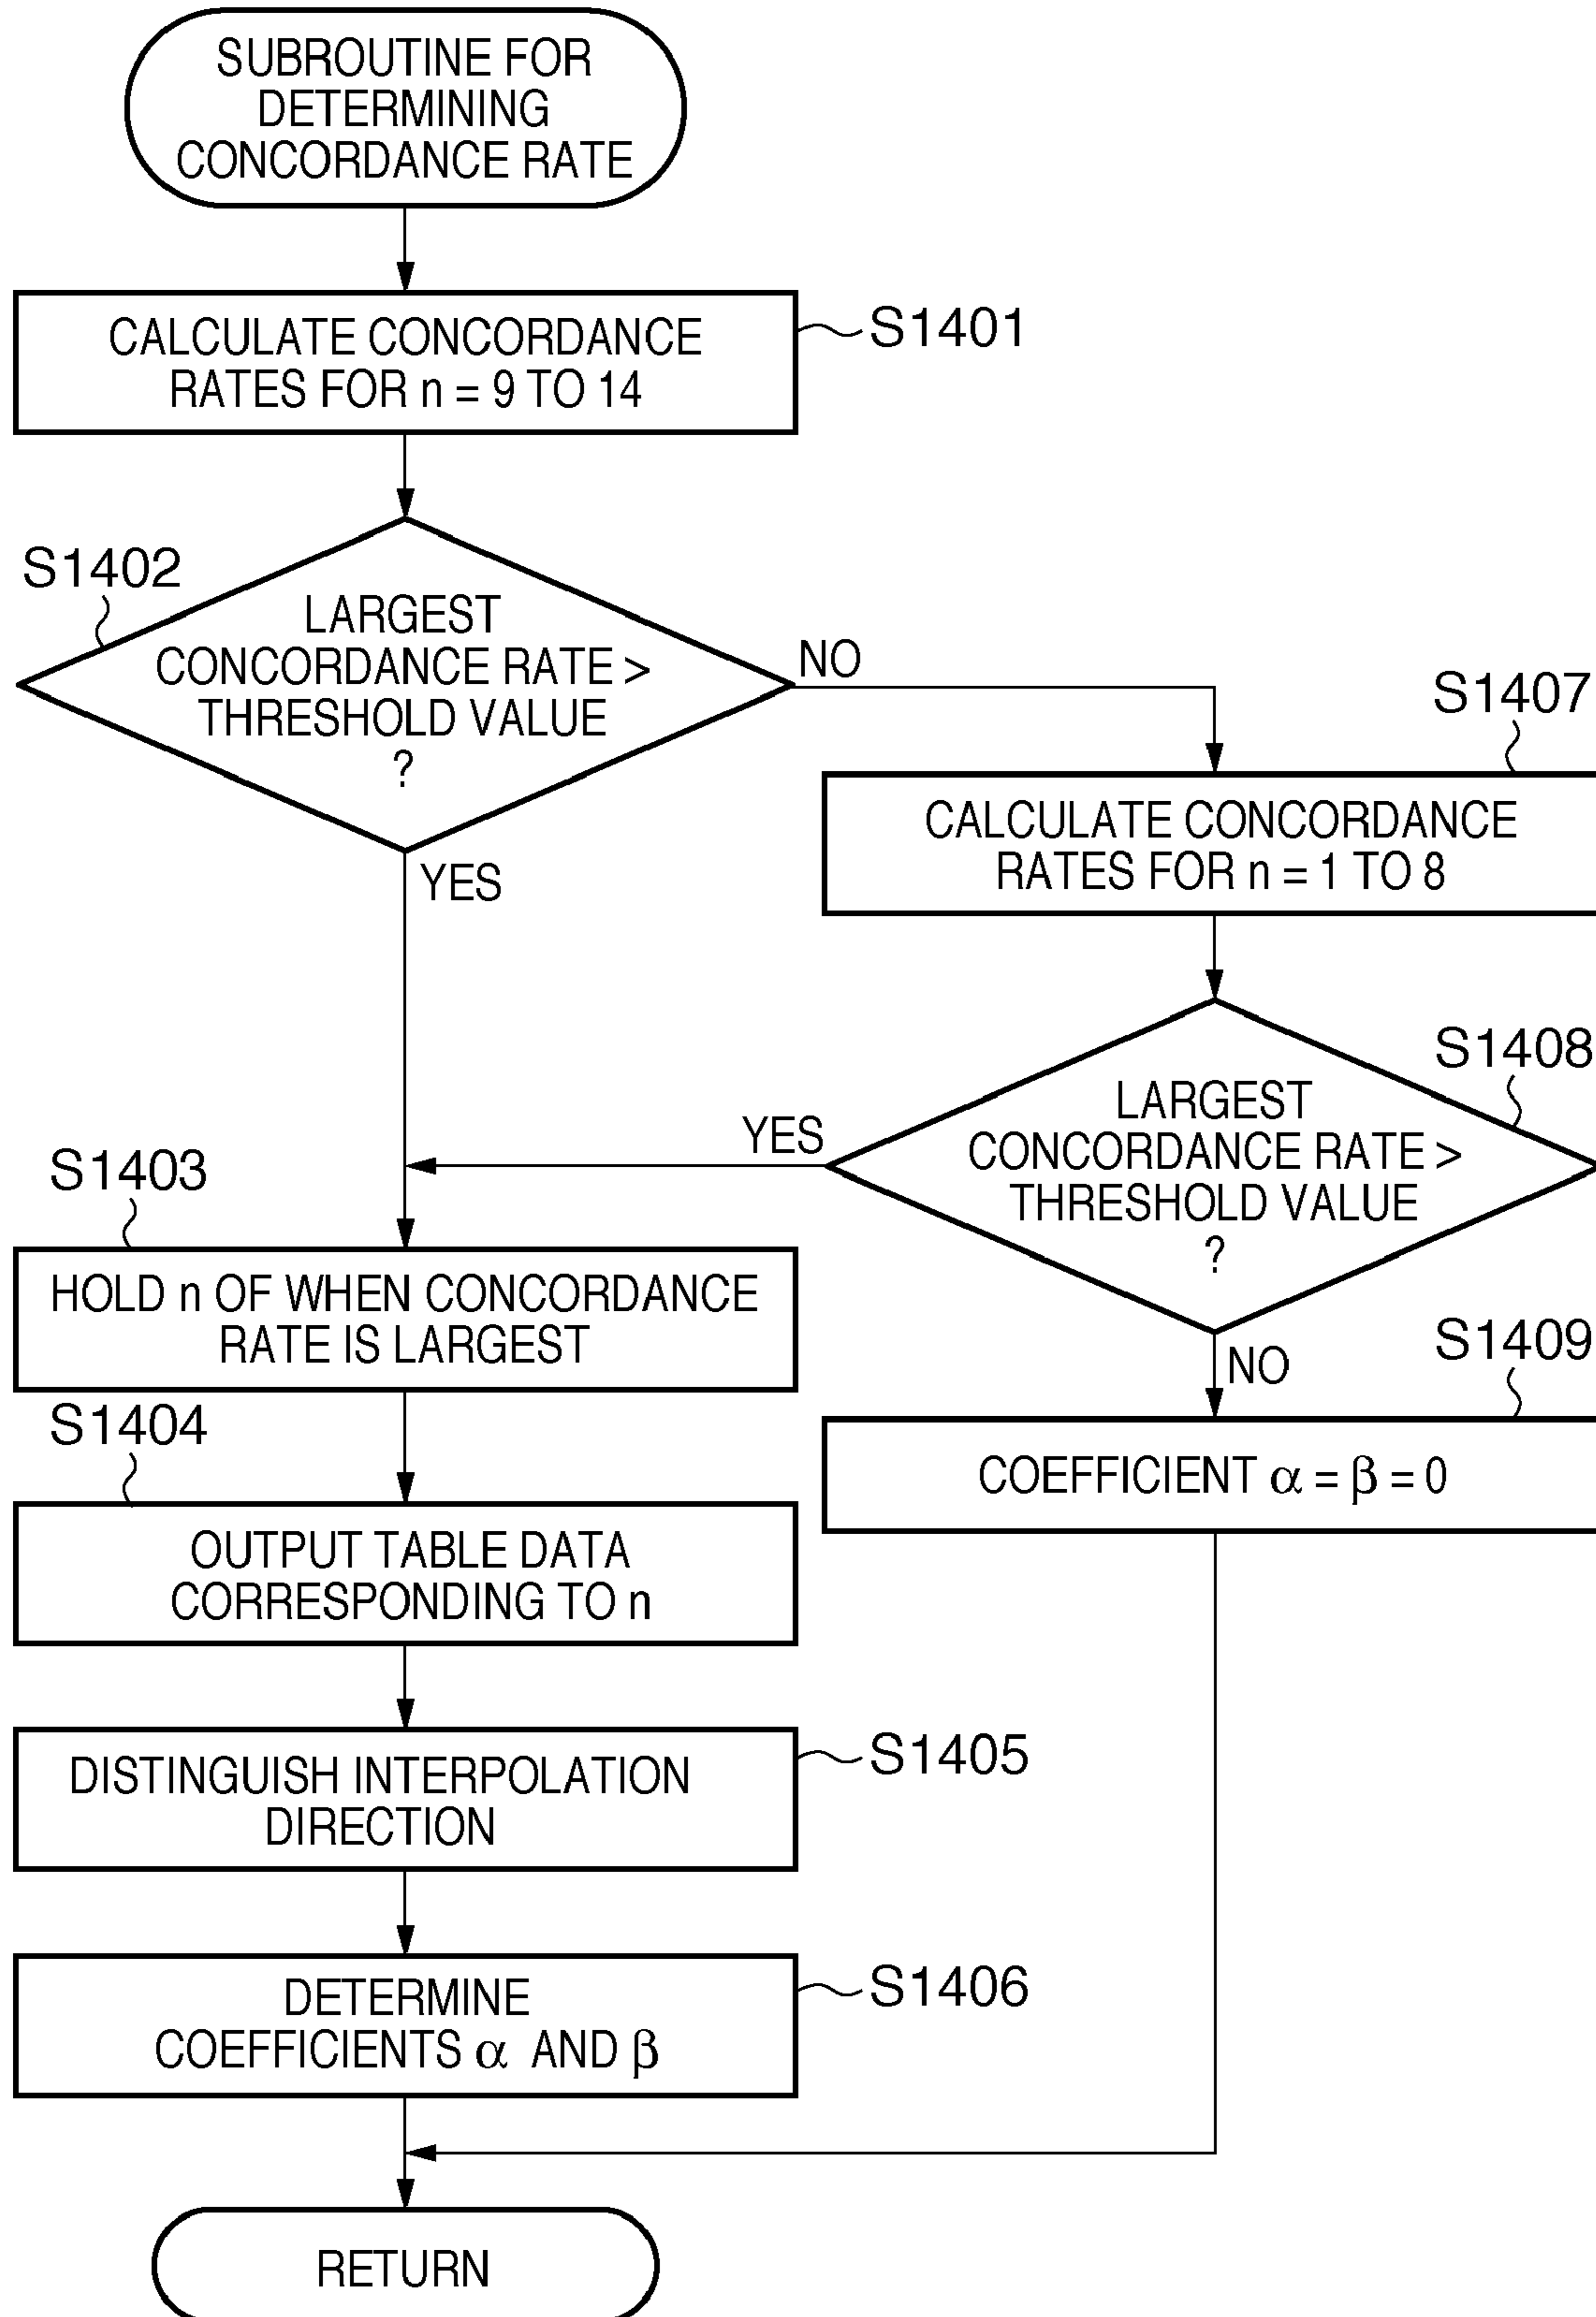 SUBROUTINE FOR
DETERMINING
CONCORDANCE RATE
CALCULATE CONCORDANCE
RATES FOR n = 9 TO 14
S1401
S1402
LARGEST
CONCORDANCE RATE >
THRESHOLD VALUE
?
NO
YES
S1407
CALCULATE CONCORDANCE
RATES FOR n = 1 TO 8
S1408
LARGEST
CONCORDANCE RATE >
THRESHOLD VALUE
?
YES
NO
S1403
HOLD n OF WHEN CONCORDANCE
RATE IS LARGEST
S1409
COEFFICIENT α = β = 0
S1404
OUTPUT TABLE DATA
CORRESPONDING TO n
DISTINGUISH INTERPOLATION
DIRECTION
S1405
DETERMINE
COEFFICIENTS α AND β
S1406
RETURN